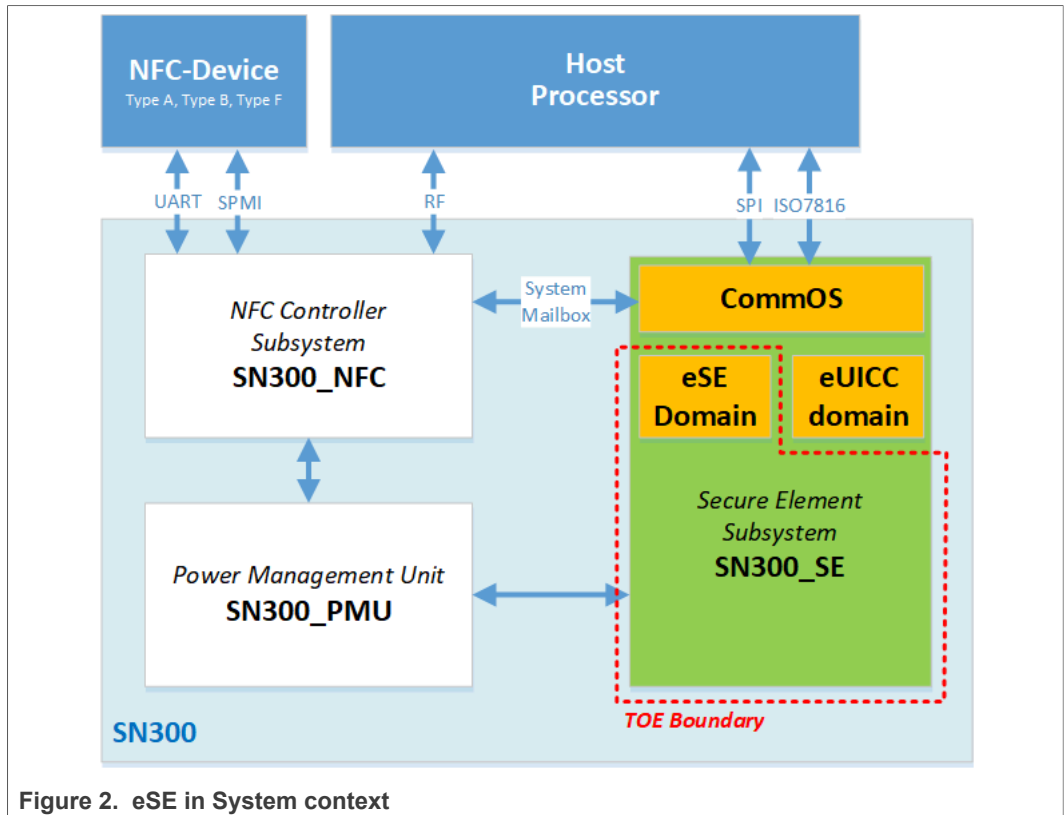 NFC-Device
Type A, Type B, Type F
Host
Processor
UART
SPMI
RF
SPI
ISO7816
NFC Controller
Subsystem
SN300_NFC
System
Mailbox
CommOS
eSE
Domain
eUICC
domain
Power Management Unit
SN300_PMU
Secure Element
Subsystem
SN300_SE
SN300
TOE Boundary
Figure 2. eSE in System context